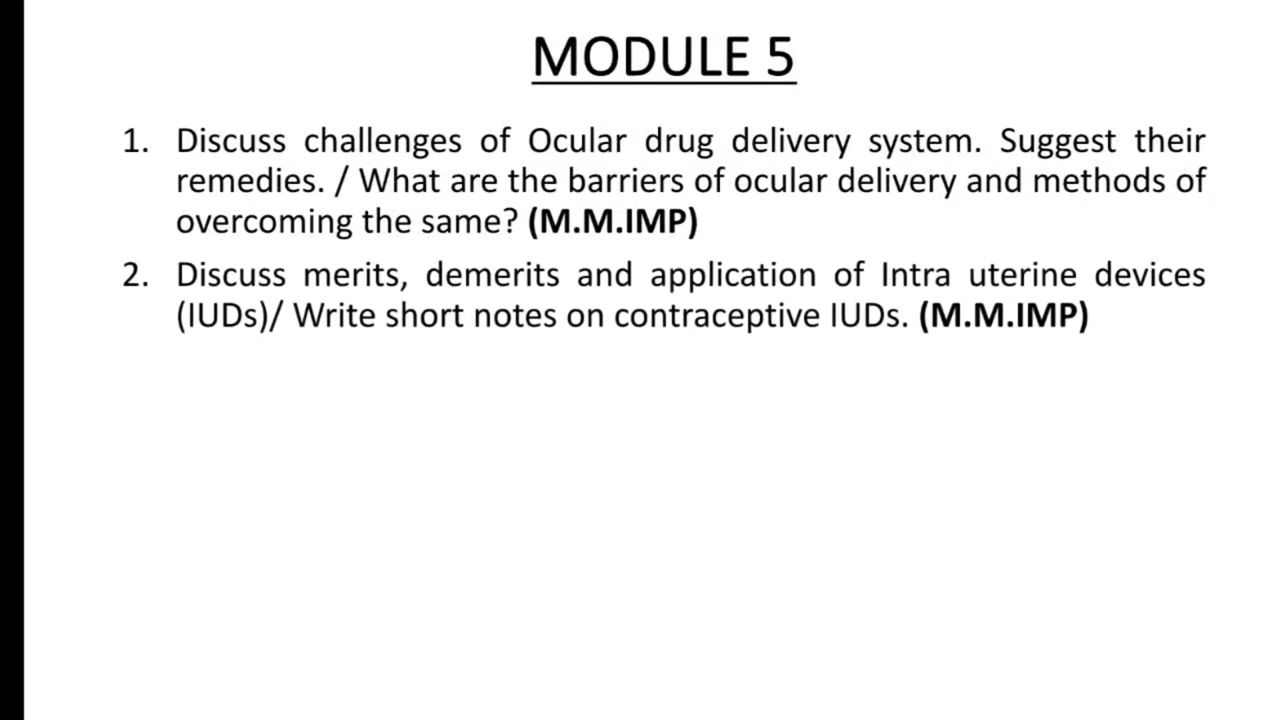 MODULE 5
1. Discuss challenges of Ocular drug delivery system. Suggest their
remedies. / What are the barriers of ocular delivery and methods of
overcoming the same? (M.M.IMP)
2. Discuss merits, demerits and application of Intra uterine devices
(IUDs)/ Write short notes on contraceptive IUDs. (M.M.IMP)